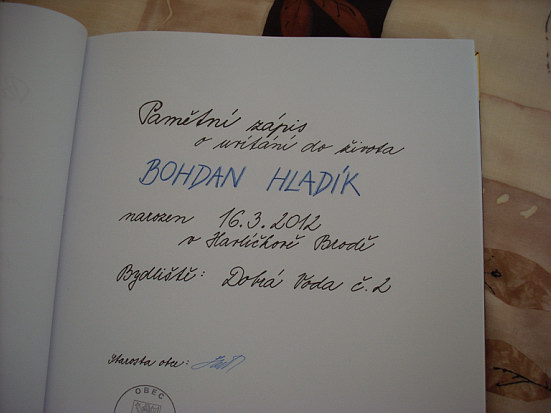 Pamětní zápis
o uvítání do života
BOHDAN HLADÍK
narozen 16.3.2012
v Havlíčkově Brodě
Bydliště: Dobrá Voda č.2
Starosta obce:
OBEC